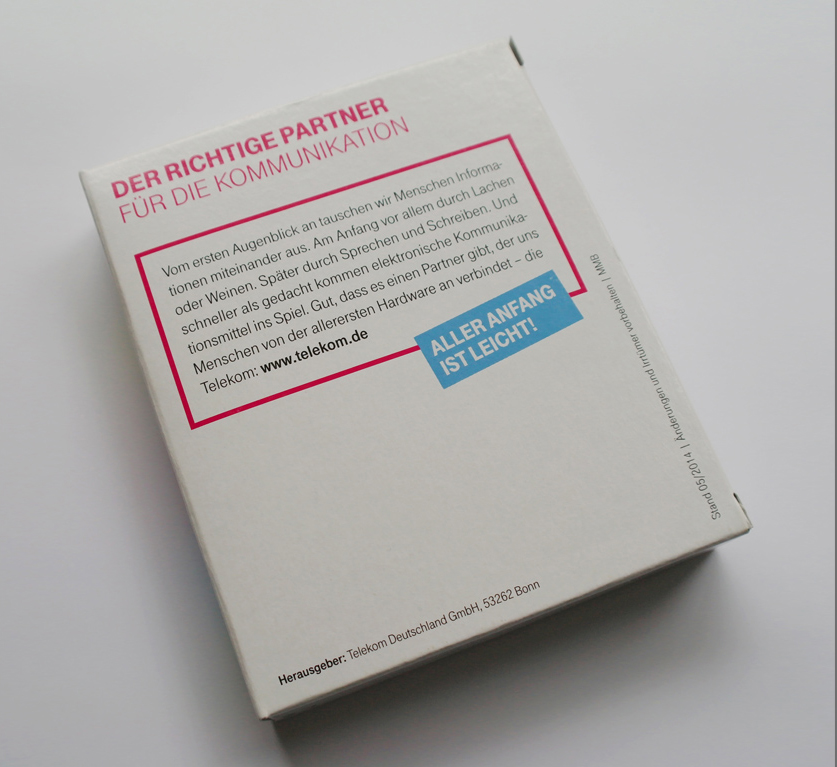 DER RICHTIGE PARTNER
FÜR DIE KOMMUNIKATION
Vom ersten Augenblick an tauschen wir Menschen Informa-
tionen miteinander aus. Am Anfang vor allem durch Lachen
oder Weinen. Später durch Sprechen und Schreiben. Und
schneller als gedacht kommen elektronische Kommunika-
tionsmittel ins Spiel. Gut, dass es einen Partner gibt, der uns
Menschen von der allerersten Hardware an verbindet – die
Telekom: www.telekom.de
ALLER ANFANG
IST LEICHT!
Stand 05/2014 | Änderungen und Irrtümer vorbehalten | MMB
Herausgeber: Telekom Deutschland GmbH, 53262 Bonn